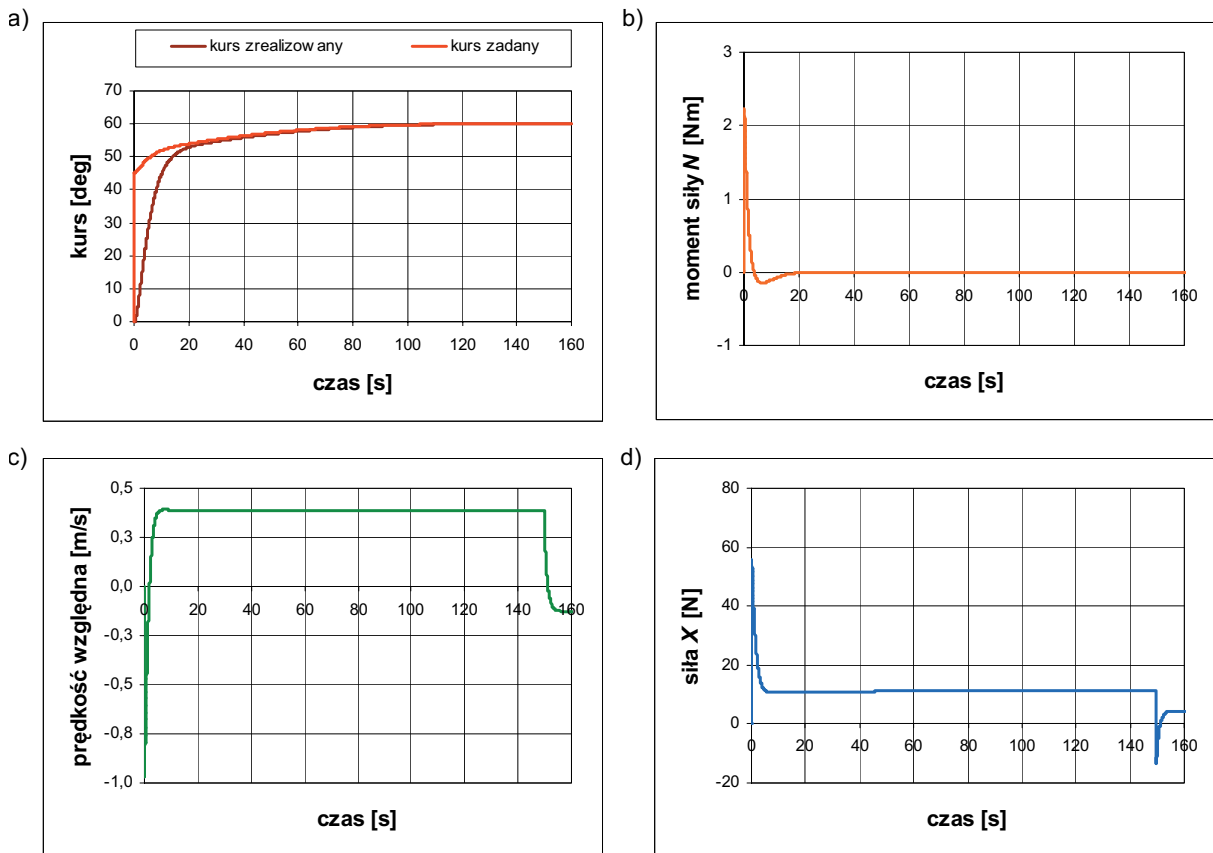 a)
kurs zrealizow any kurs zadany
kurs [deg]
70
60
50
40
30
20
10
0
0 20 40 60 80 100 120 140 160
czas [s]
b)
moment siły N [Nm]
3
2
1
0
-1
0 20 40 60 80 100 120 140 160
czas [s]
c)
prędkość względna [m/s]
0,5
0,3
0,0
-0,3
-0,5
-0,8
-1,0
0 20 40 60 80 100 120 140 160
czas [s]
d)
siła X [N]
80
60
40
20
0
-20
0 20 40 60 80 100 120 140 160
czas [s]